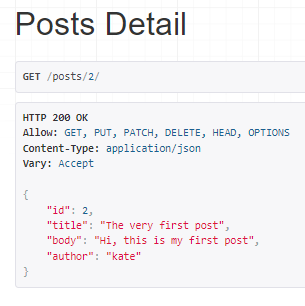 Posts Detail
GET /posts/2/
HTTP 200 OK
Allow: GET, PUT, PATCH, DELETE, HEAD, OPTIONS
Content-Type: application/json
Vary: Accept
{
    "id": 2,
    "title": "The very first post",
    "body": "Hi, this is my first post",
    "author": "kate"
}